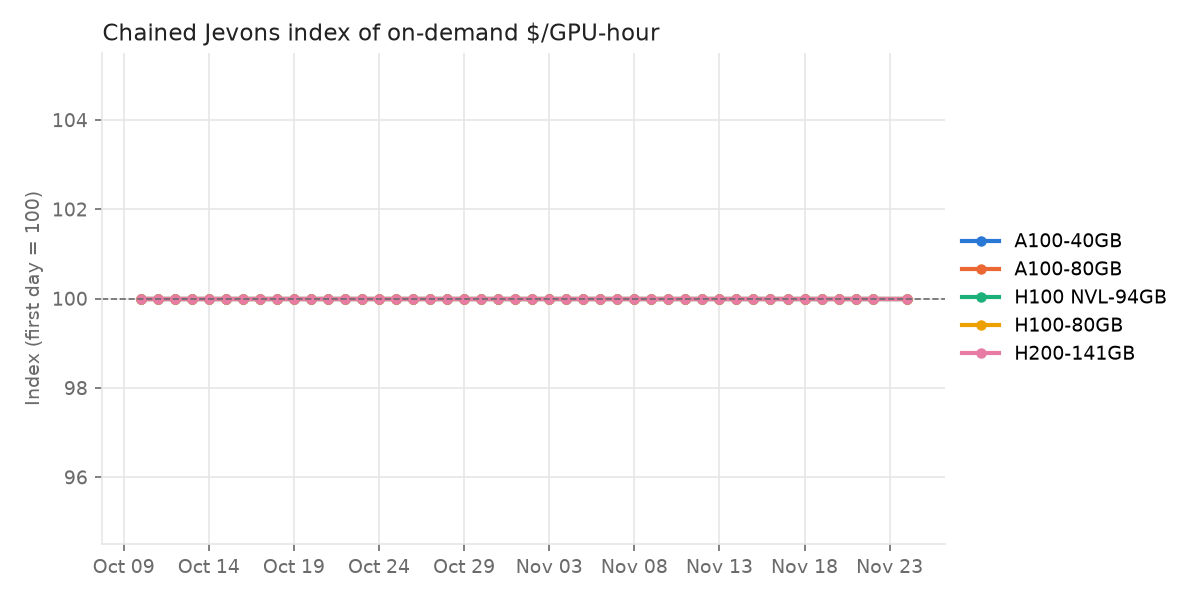 Chained Jevons index of on-demand $/GPU-hour
Index (first day = 100)
104
102
100
98
96
Oct 09 Oct 14 Oct 19 Oct 24 Oct 29 Nov 03 Nov 08 Nov 13 Nov 18 Nov 23
A100-40GB
A100-80GB
H100 NVL-94GB
H100-80GB
H200-141GB